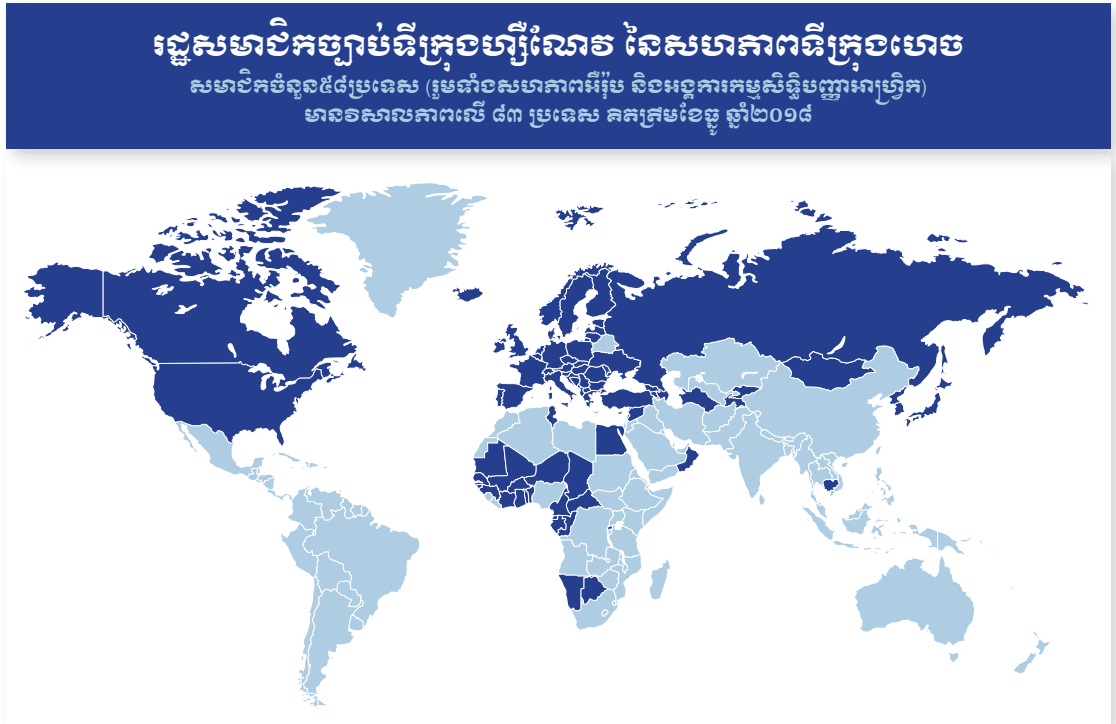 រដ្ឋសមាជិកច្បាប់ទីក្រុងហ្ស៊ឺណែវ នៃសហភាពទីក្រុងហេច
សមាជិកចំនួន៥៨ប្រទេស (រួមទាំងសហភាពអឺរ៉ុប និងអង្គការកម្មសិទ្ធិបញ្ញាអាហ្វ្រិក)
មានវិសាលភាពលើ ៨៣ ប្រទេស គិតត្រឹមខែធ្នូ ឆ្នាំ២០១៨